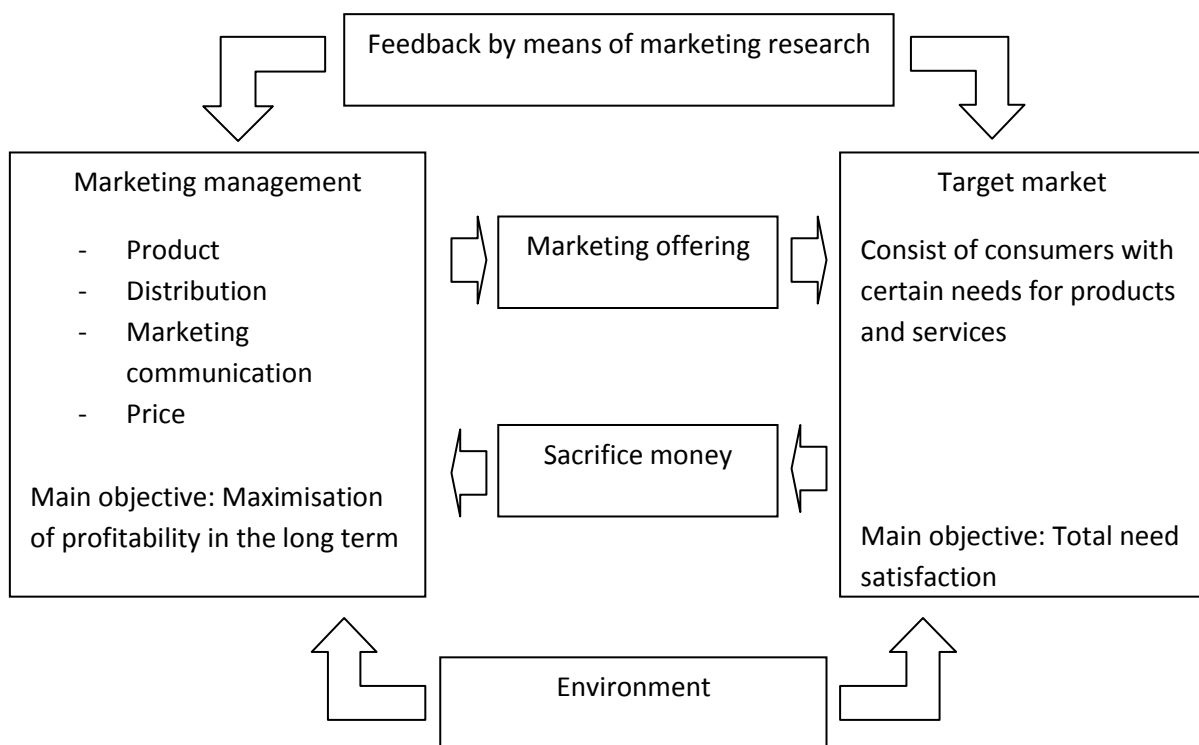 Feedback by means of marketing research
Marketing management
- Product
- Distribution
- Marketing
communication
- Price
Main objective: Maximisation
of profitability in the long term
Marketing offering
Sacrifice money
Target market
Consist of consumers with
certain needs for products
and services
Main objective: Total need
satisfaction
Environment